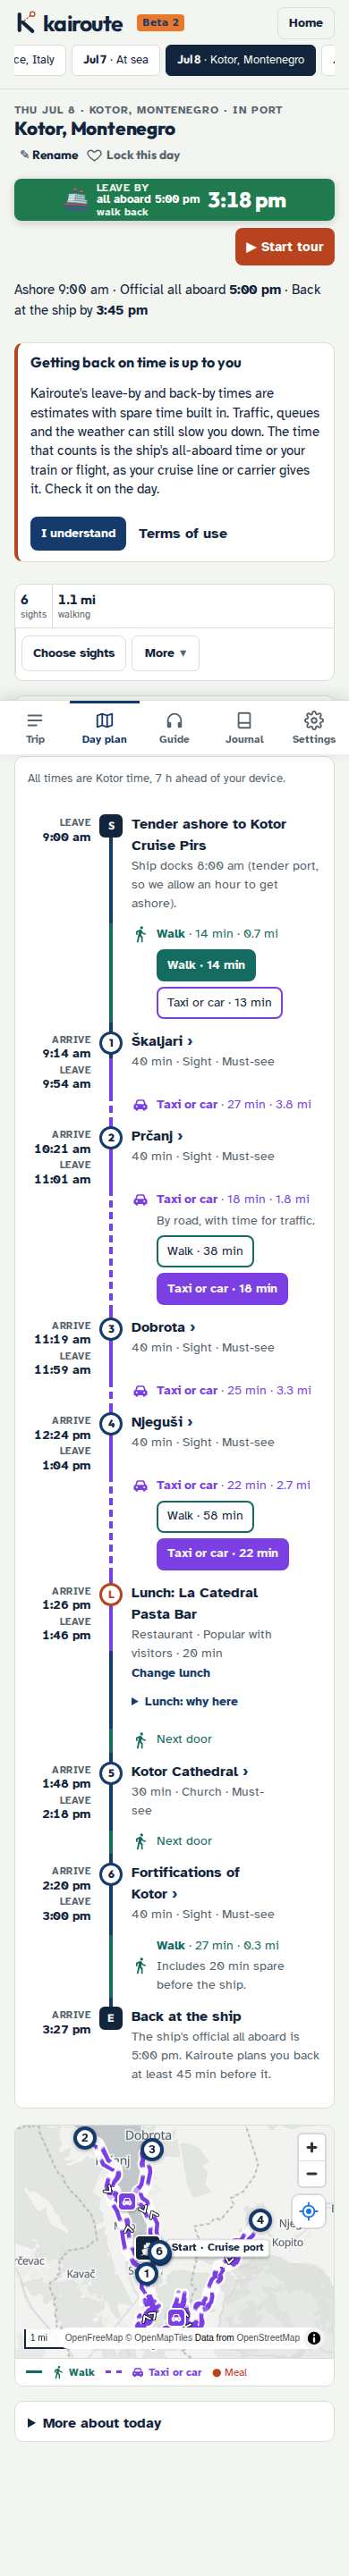 kairoute Beta 2 Home
ce, Italy Jul 7 · At sea Jul 8 · Kotor, Montenegro
THU JUL 8 · KOTOR, MONTENEGRO · IN PORT
Kotor, Montenegro
✎ Rename Lock this day
LEAVE BY
all aboard 5:00 pm 3:18 pm
walk back
▶ Start tour
Ashore 9:00 am · Official all aboard 5:00 pm · Back
at the ship by 3:45 pm
Getting back on time is up to you
Kairoute's leave-by and back-by times are
estimates with spare time built in. Traffic, queues
and the weather can still slow you down. The time
that counts is the ship's all-aboard time or your
train or flight, as your cruise line or carrier gives
it. Check it on the day.
I understand Terms of use
6 1.1 mi
sights walking
Choose sights More ▼
Trip Day plan Guide Journal Settings
All times are Kotor time, 7 h ahead of your device.
LEAVE S Tender ashore to Kotor
9:00 am Cruise Pirs
Ship docks 8:00 am (tender port,
so we allow an hour to get
ashore).
Walk · 14 min · 0.7 mi
Walk · 14 min
Taxi or car · 13 min
ARRIVE 1 Škaljari ›
9:14 am 40 min · Sight · Must-see
LEAVE
9:54 am
Taxi or car · 27 min · 3.8 mi
ARRIVE 2 Prčanj ›
10:21 am 40 min · Sight · Must-see
LEAVE
11:01 am
Taxi or car · 18 min · 1.8 mi
By road, with time for traffic.
Walk · 38 min
Taxi or car · 18 min
ARRIVE 3 Dobrota ›
11:19 am 40 min · Sight · Must-see
LEAVE
11:59 am
Taxi or car · 25 min · 3.3 mi
ARRIVE 4 Njeguši ›
12:24 pm 40 min · Sight · Must-see
LEAVE
1:04 pm
Taxi or car · 22 min · 2.7 mi
Walk · 58 min
Taxi or car · 22 min
ARRIVE L Lunch: La Catedral
1:26 pm Pasta Bar
LEAVE Restaurant · Popular with
1:46 pm visitors · 20 min
Change lunch
▶ Lunch: why here
Next door
ARRIVE 5 Kotor Cathedral ›
1:48 pm 30 min · Church · Must-
LEAVE see
2:18 pm
Next door
ARRIVE 6 Fortifications of
2:20 pm Kotor ›
LEAVE 40 min · Sight · Must-see
3:00 pm
Walk · 27 min · 0.3 mi
Includes 20 min spare
before the ship.
ARRIVE E Back at the ship
3:27 pm The ship's official all aboard is
5:00 pm. Kairoute plans you back
at least 45 min before it.
2 Dobrota
3 +
anj −
4
Nje
6 Start · Cruise port Kopito
rčevac Kavač 1
1 mi OpenFreeMap © OpenMapTiles Data from OpenStreetMap
Walk Taxi or car Meal
▶ More about today